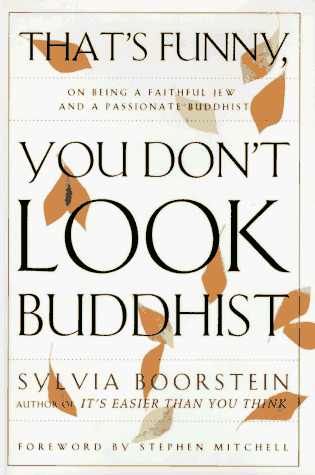 THAT'S FUNNY,
ON BEING A FAITHFUL JEW
AND A PASSIONATE BUDDHIST
YOU DON'T
LOOK
BUDDHIST
SYLVIA BOORSTEIN
AUTHOR OF IT'S EASIER THAN YOU THINK
FOREWORD BY STEPHEN MITCHELL